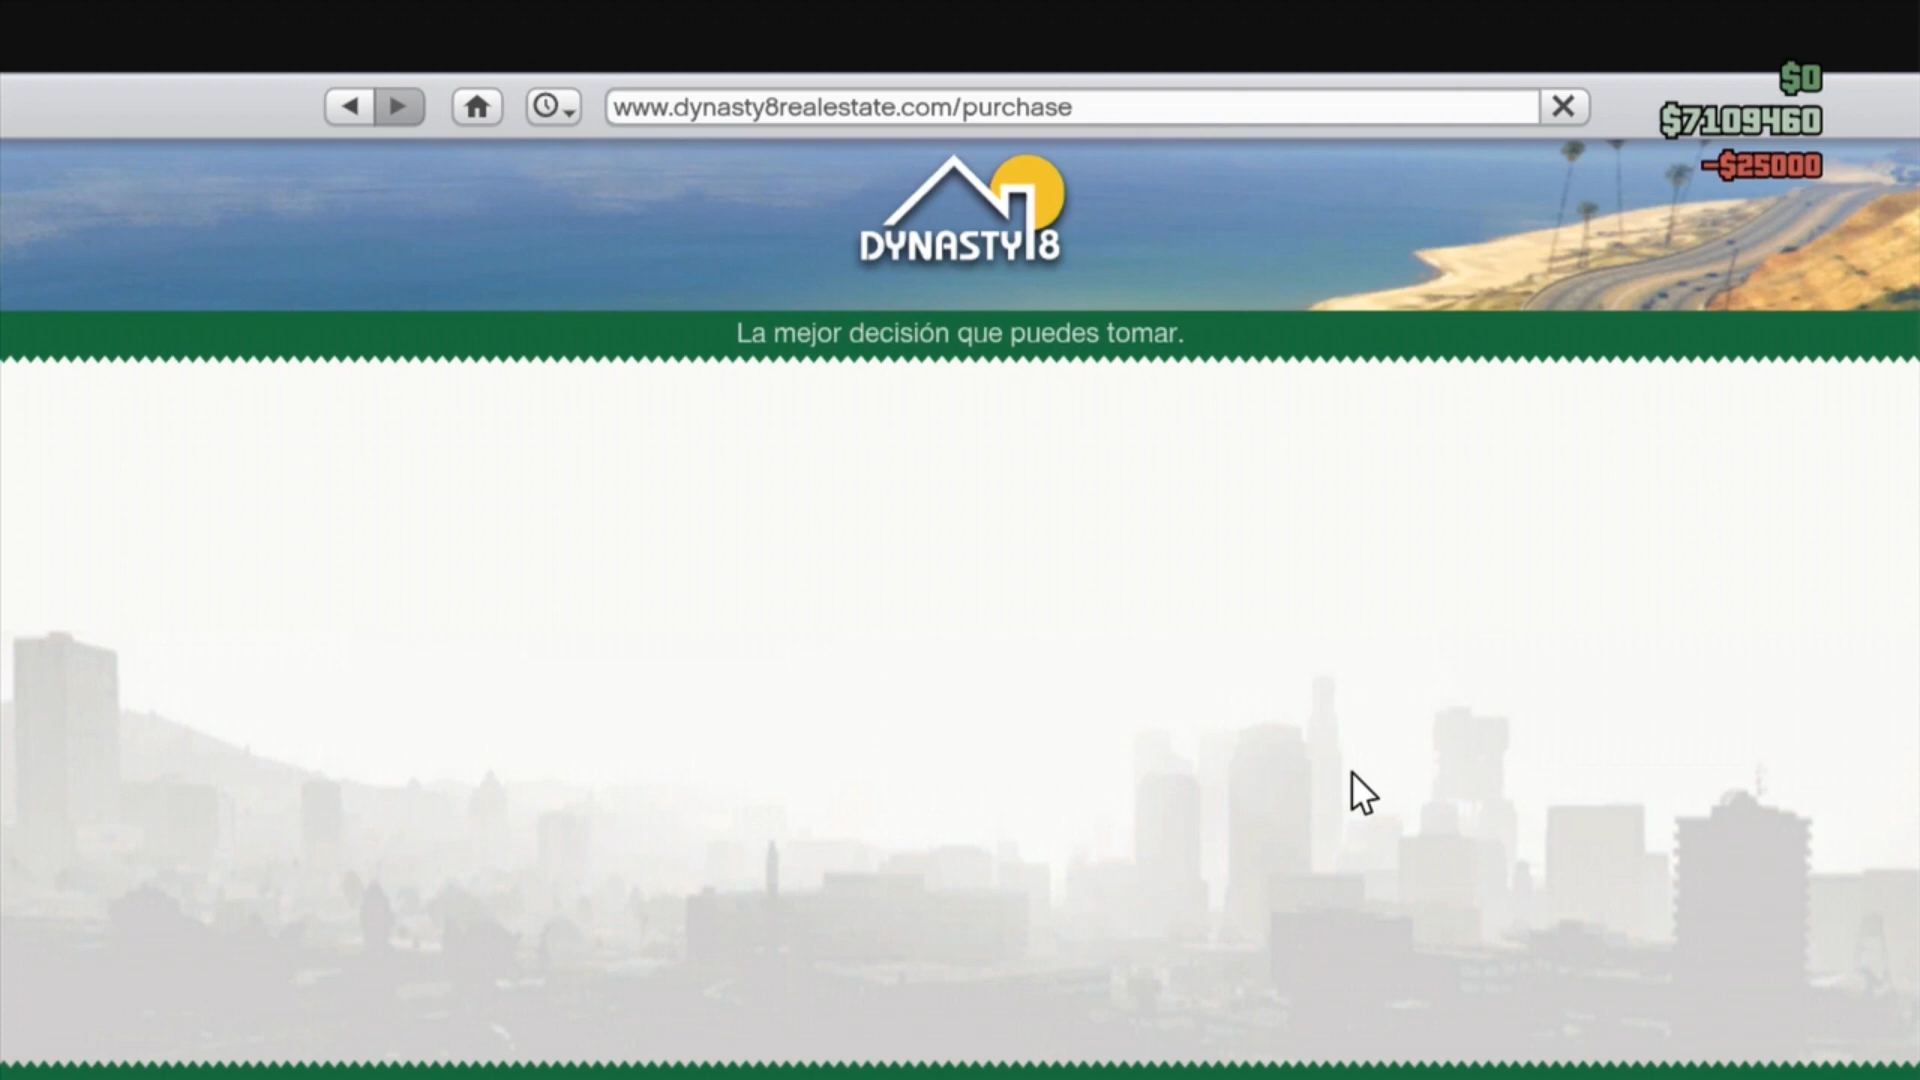 $0
www.dynasty8realestate.com/purchase
$7109460
-$25000
DYNASTY 8
La mejor decisión que puedes tomar.